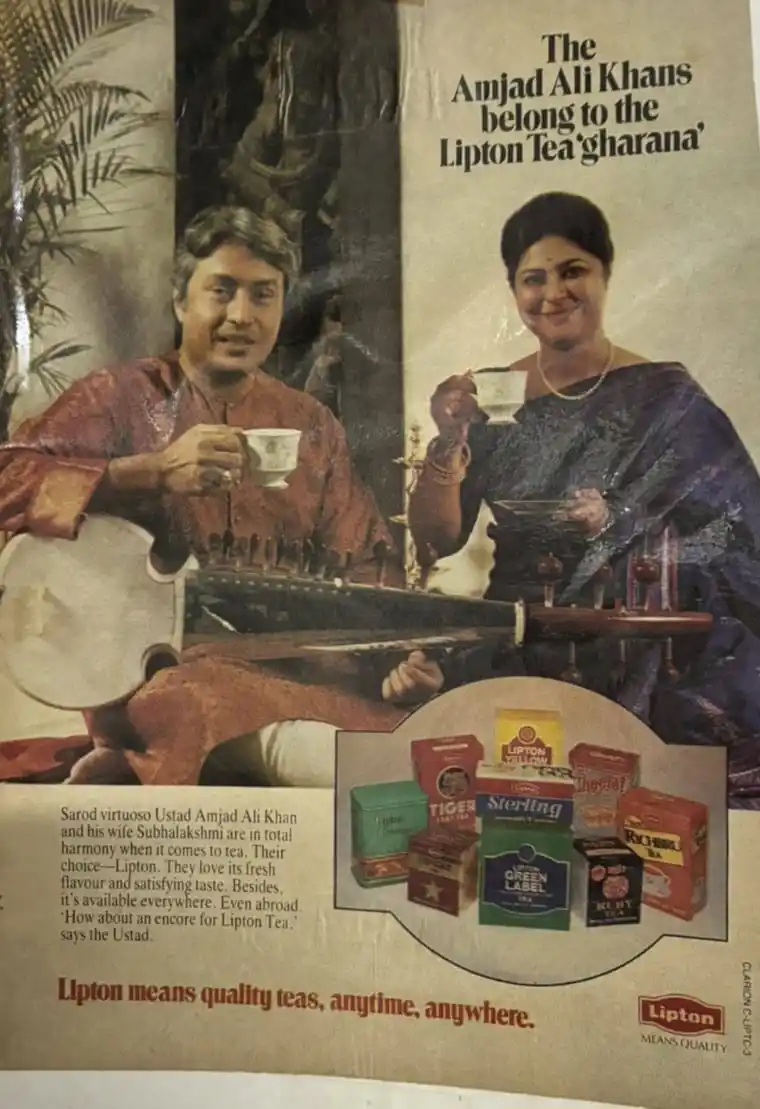 The
Amjad Ali Khans
belong to the
Lipton Tea 'gharana'
LIPTON
YELLOW
TIGER
Sterling
RICHBRU
TEA
LIPTON
GREEN
LABEL
TEA
RUBY
TEA
Sarod virtuoso Ustad Amjad Ali Khan
and his wife Subhalakshmi are in total
harmony when it comes to tea. Their
choice—Lipton. They love its fresh
flavour and satisfying taste. Besides,
it's available everywhere. Even abroad.
'How about an encore for Lipton Tea,'
says the Ustad.
Lipton means quality teas, anytime, anywhere.
Lipton
MEANS QUALITY
CLARION C-LIPTC-3